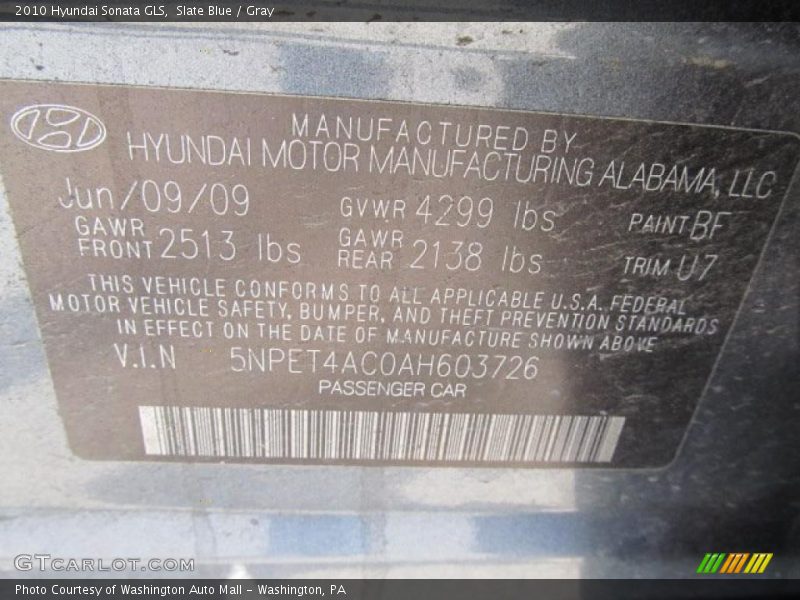 2010 Hyundai Sonata GLS, Slate Blue / Gray
MANUFACTURED BY
HYUNDAI MOTOR MANUFACTURING ALABAMA, LLC
Jun/09/09 GVWR 4299 lbs PAINT BF
GAWR FRONT 2513 lbs GAWR REAR 2138 lbs TRIM U7
THIS VEHICLE CONFORMS TO ALL APPLICABLE U.S.A. FEDERAL
MOTOR VEHICLE SAFETY, BUMPER, AND THEFT PREVENTION STANDARDS
IN EFFECT ON THE DATE OF MANUFACTURE SHOWN ABOVE
V.I.N 5NPET4AC0AH603726
PASSENGER CAR
GTCarLot.com
Photo Courtesy of Washington Auto Mall - Washington, PA